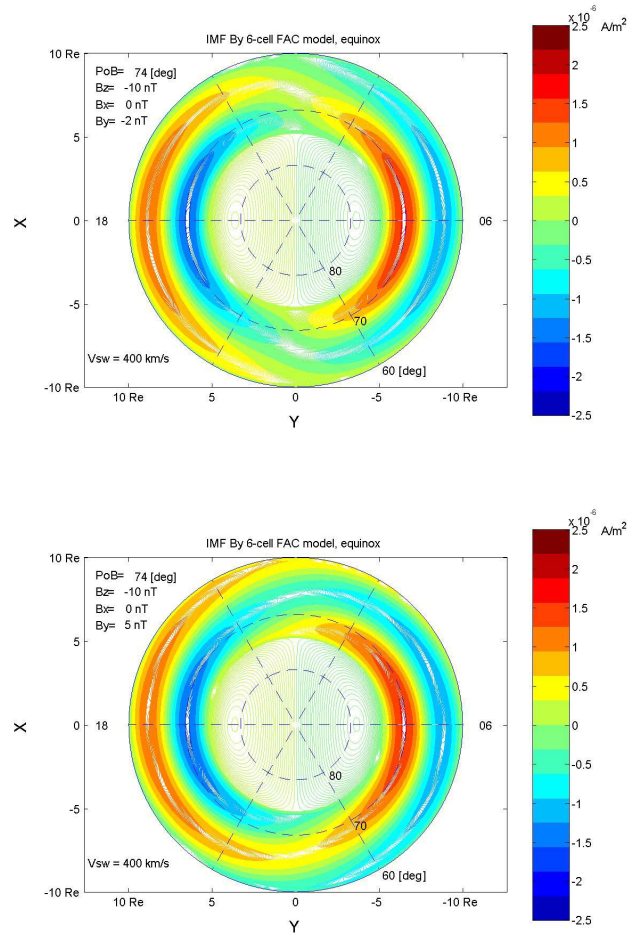 x 10
-6
2.5 A/m²
IMF By 6-cell FAC model, equinox
10 Re
PoB= 74 [deg]
Bz= -10 nT
Bx= 0 nT
By= -2 nT
2
1.5
5
1
0.5
X
18
0
06
0
-0.5
80
-1
-5
70
-1.5
Vsw = 400 km/s
60 [deg]
-2
-10 Re
-2.5
10 Re 5 0 -5 -10 Re
Y
x 10
-6
2.5 A/m²
IMF By 6-cell FAC model, equinox
10 Re
PoB= 74 [deg]
Bz= -10 nT
Bx= 0 nT
By= 5 nT
2
1.5
5
1
0.5
X
18
0
06
0
-0.5
80
-1
-5
70
-1.5
Vsw = 400 km/s
60 [deg]
-2
-10 Re
-2.5
10 Re 5 0 -5 -10 Re
Y